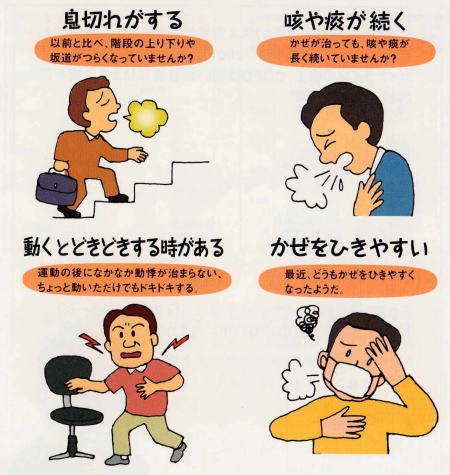 息切れがする
以前と比べ、階段の上り下りや
坂道がつらくなっていませんか?
咳や痰が続く
かぜが治っても、咳や痰が
長く続いていませんか?
動くとどきどきする時がある
運動の後になかなか動悸が治まらない、
ちょっと動いただけでもドキドキする。
かぜをひきやすい
最近、どうもかぜをひきやすく
なったようだ。